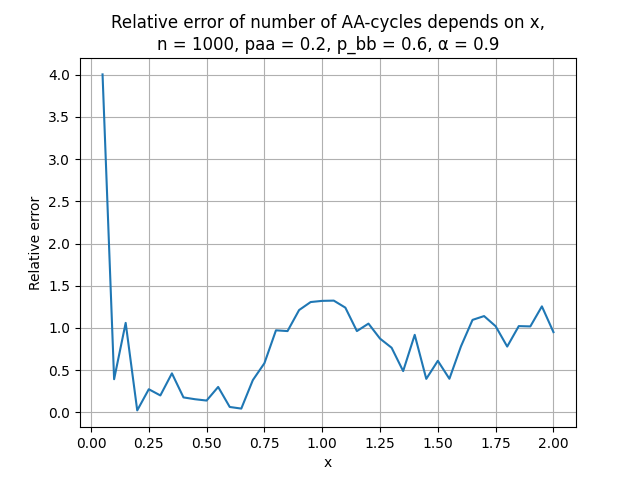 Relative error of number of AA-cycles depends on x,
n = 1000, paa = 0.2, p_bb = 0.6, α = 0.9
4.0
3.5
3.0
2.5
2.0
1.5
1.0
0.5
0.0
Relative error
0.00 0.25 0.50 0.75 1.00 1.25 1.50 1.75 2.00
x